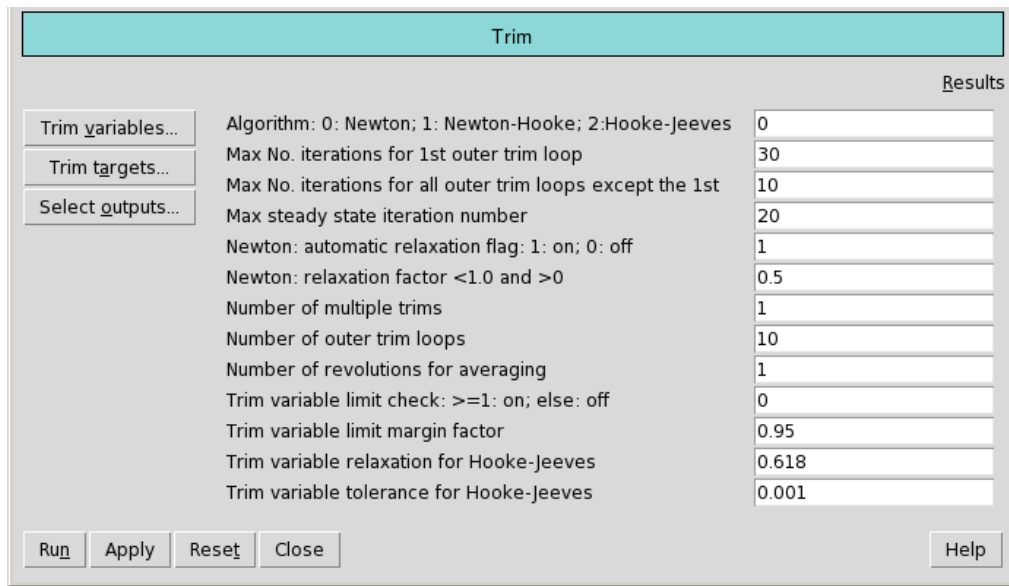 Trim
Results
Trim variables...
Trim targets...
Select outputs...
Algorithm: 0: Newton; 1: Newton-Hooke; 2:Hooke-Jeeves 0
Max No. iterations for 1st outer trim loop 30
Max No. iterations for all outer trim loops except the 1st 10
Max steady state iteration number 20
Newton: automatic relaxation flag: 1: on; 0: off 1
Newton: relaxation factor <1.0 and >0 0.5
Number of multiple trims 1
Number of outer trim loops 10
Number of revolutions for averaging 1
Trim variable limit check: >=1: on; else: off 0
Trim variable limit margin factor 0.95
Trim variable relaxation for Hooke-Jeeves 0.618
Trim variable tolerance for Hooke-Jeeves 0.001
Run Apply Reset Close Help